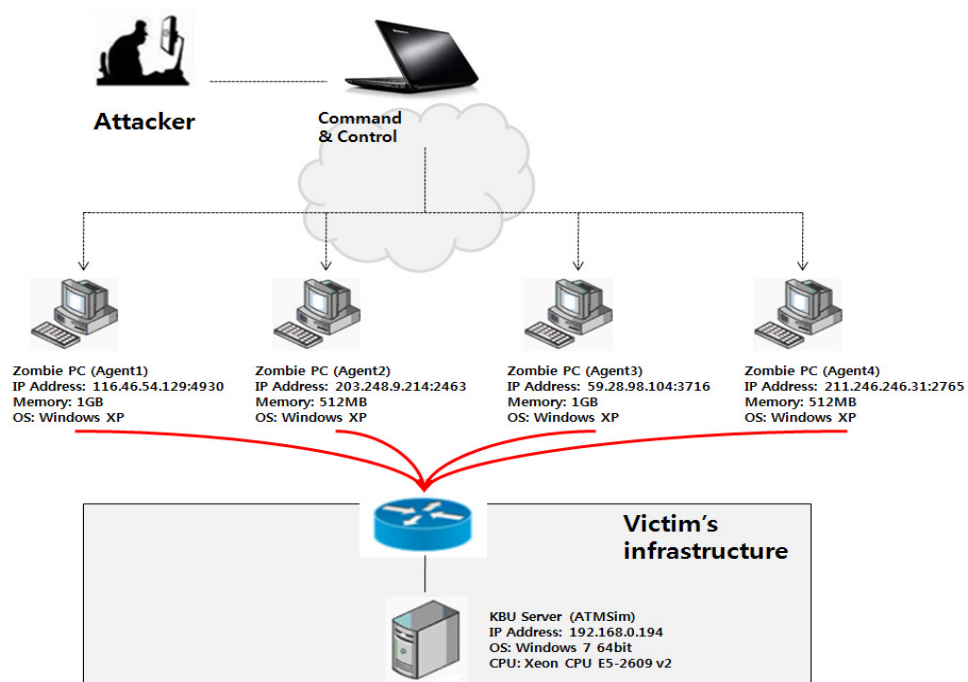 Attacker
Command
& Control
Zombie PC (Agent1)
IP Address: 116.46.54.129:4930
Memory: 1GB
OS: Windows XP
Zombie PC (Agent2)
IP Address: 203.248.9.214:2463
Memory: 512MB
OS: Windows XP
Zombie PC (Agent3)
IP Address: 59.28.98.104:3716
Memory: 1GB
OS: Windows XP
Zombie PC (Agent4)
IP Address: 211.246.246.31:2765
Memory: 512MB
OS: Windows XP
Victim's
infrastructure
KBU Server (ATMSim)
IP Address: 192.168.0.194
OS: Windows 7 64bit
CPU: Xeon CPU E5-2609 v2